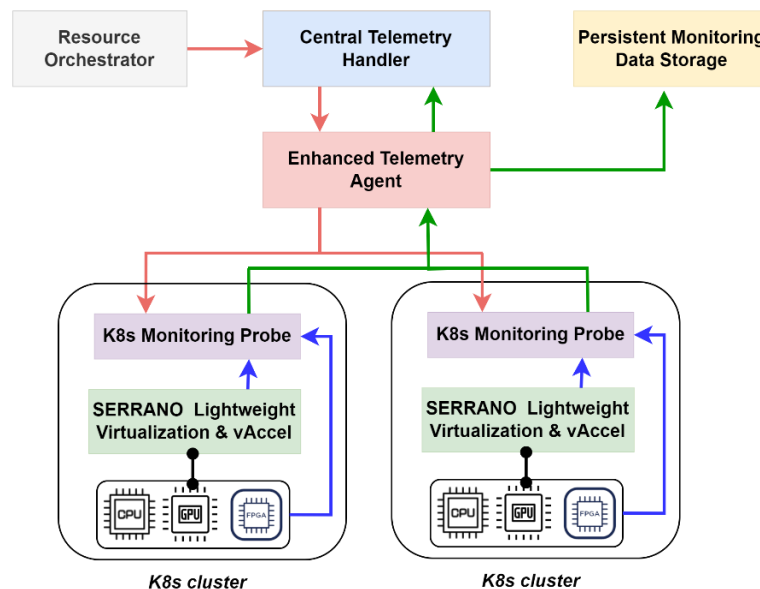 Resource
Orchestrator
Central Telemetry
Handler
Persistent Monitoring
Data Storage
Enhanced Telemetry
Agent
K8s Monitoring Probe
SERRANO Lightweight
Virtualization & vAccel
CPU
GPU
FPGA
K8s cluster
K8s Monitoring Probe
SERRANO Lightweight
Virtualization & vAccel
CPU
GPU
FPGA
K8s cluster